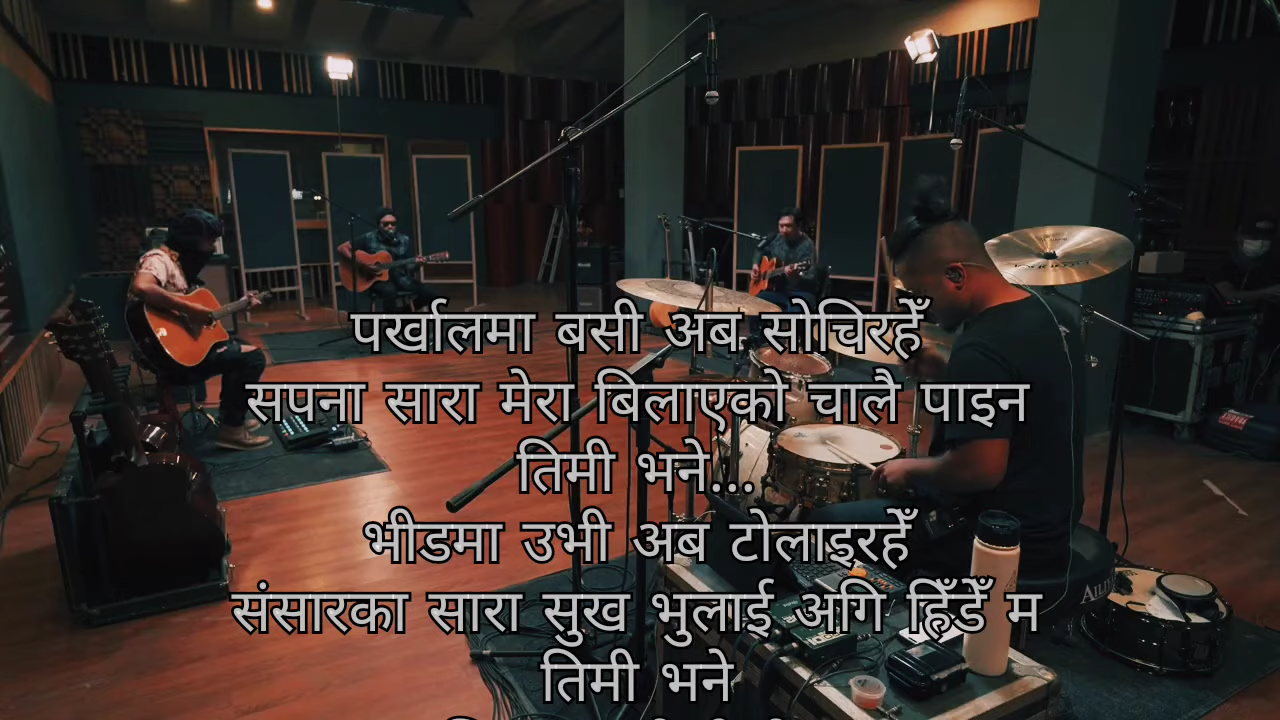 पर्खालमा बसी अब सोचिरहेँ
सपना सारा मेरा बिलाएको चालै पाइन
तिमी भने...
भीडमा उभी अब टोलाइरहेँ
संसारका सारा सुख भुलाई अगि हिँडेँ म
तिमी भने